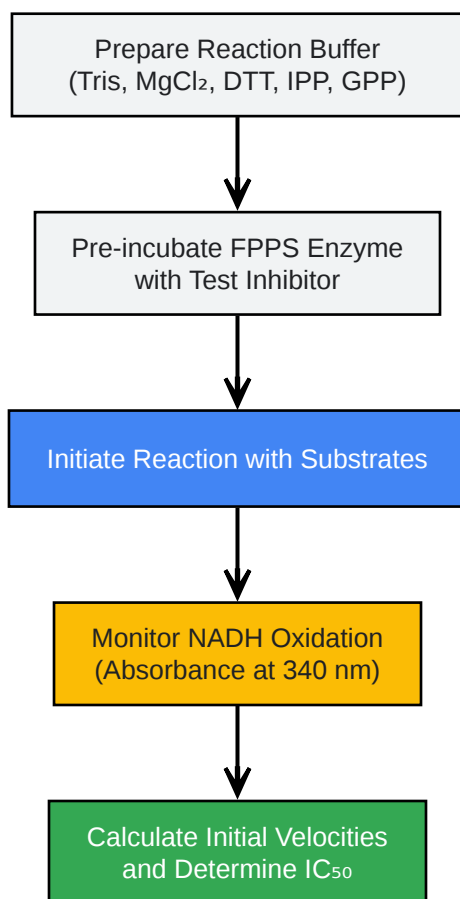 Prepare Reaction Buffer
(Tris, MgCl₂, DTT, IPP, GPP)
Pre-incubate FPPS Enzyme
with Test Inhibitor
Initiate Reaction with Substrates
Monitor NADH Oxidation
(Absorbance at 340 nm)
Calculate Initial Velocities
and Determine IC₅₀